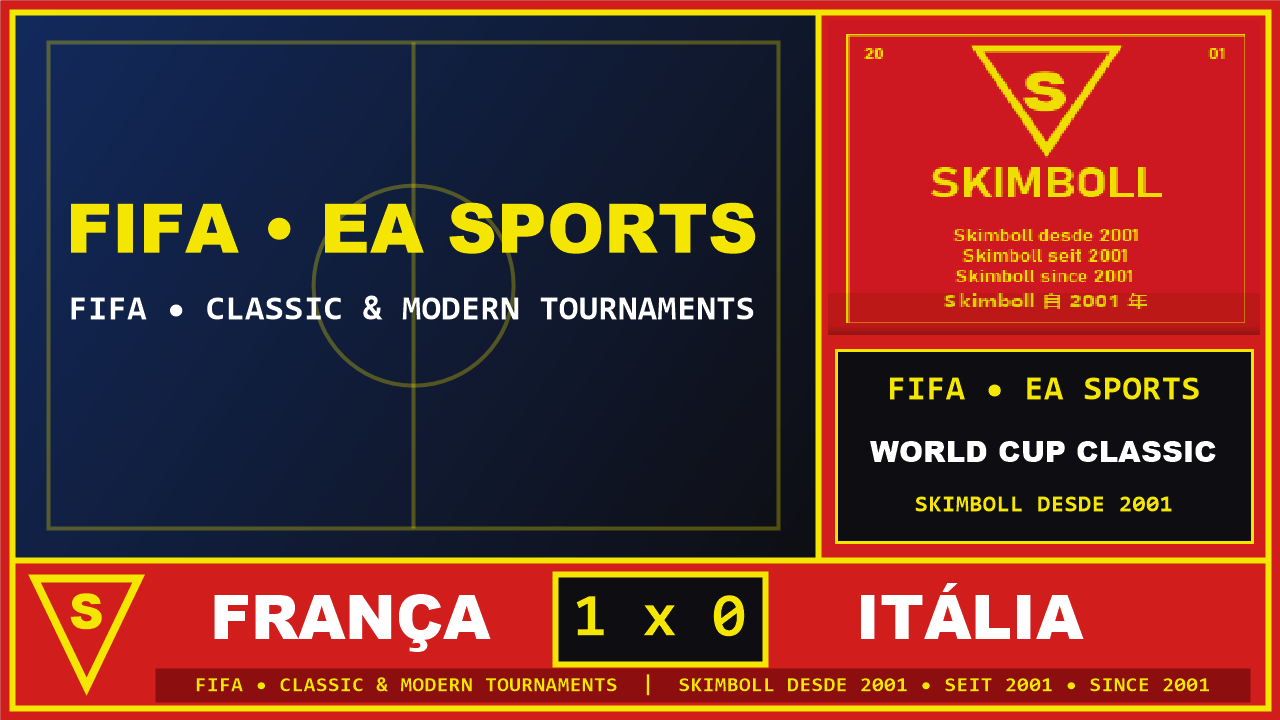 FIFA • EA SPORTS
FIFA • CLASSIC & MODERN TOURNAMENTS
20
01
S
SKIMBOLL
Skimboll desde 2001
Skimboll seit 2001
Skimboll since 2001
Skimboll 自 2001 年
FIFA • EA SPORTS
WORLD CUP CLASSIC
SKIMBOLL DESDE 2001
S
FRANÇA
1 x 0
ITÁLIA
FIFA • CLASSIC & MODERN TOURNAMENTS | SKIMBOLL DESDE 2001 • SEIT 2001 • SINCE 2001